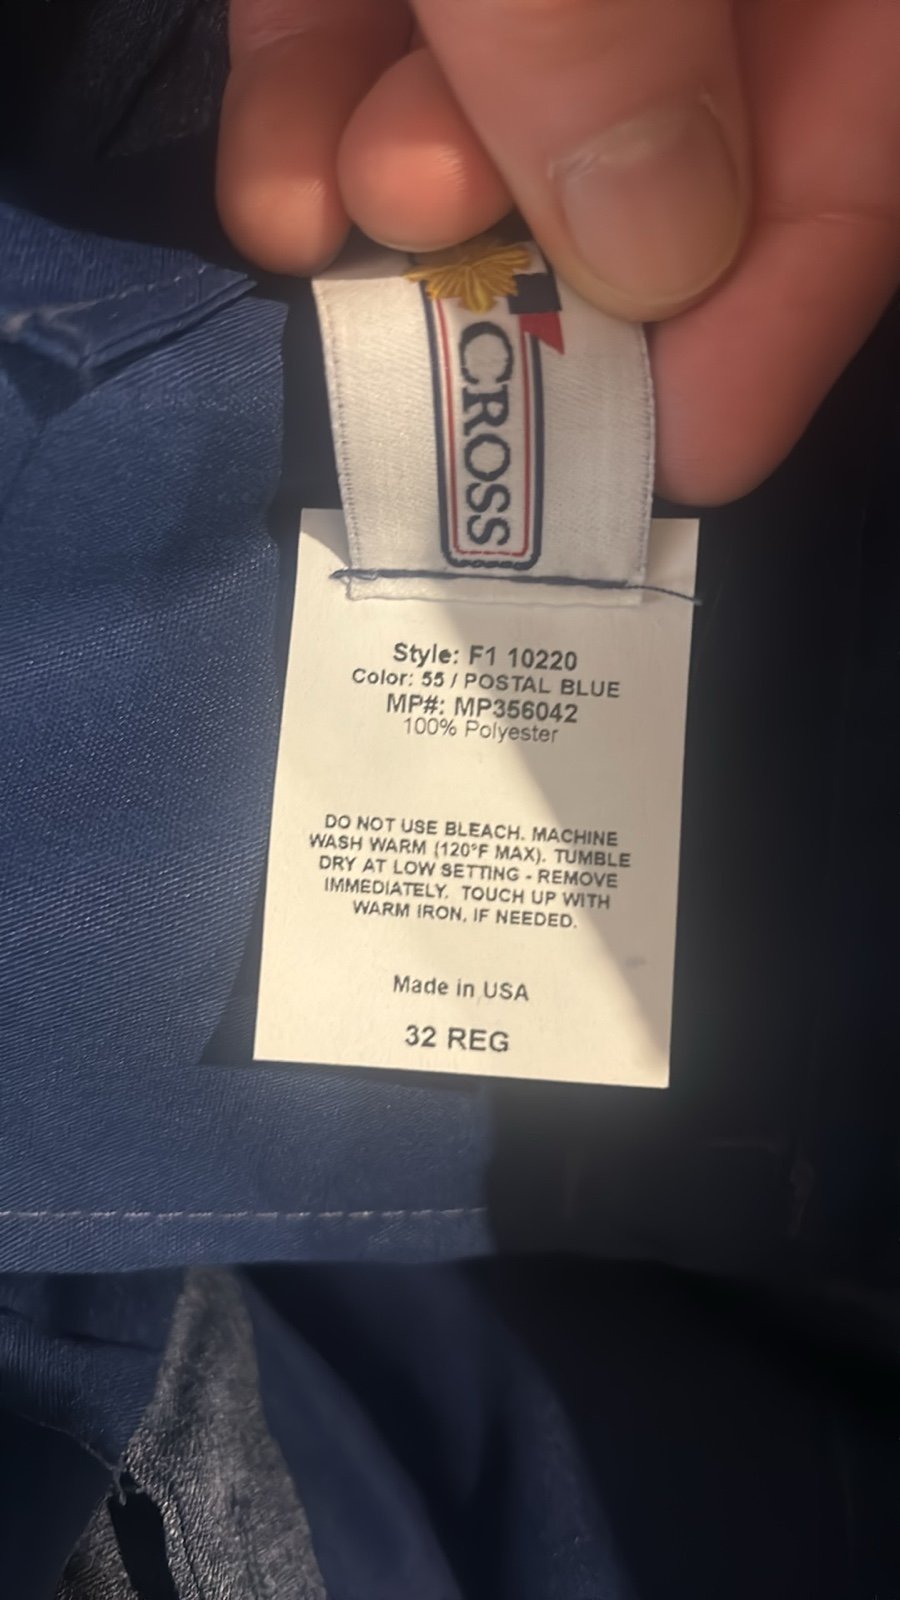 CROSS
Style: F1 10220
Color: 55 / POSTAL BLUE
MP#: MP356042
100% Polyester
DO NOT USE BLEACH. MACHINE
WASH WARM (120°F MAX). TUMBLE
DRY AT LOW SETTING - REMOVE
IMMEDIATELY. TOUCH UP WITH
WARM IRON, IF NEEDED.
Made in USA
32 REG